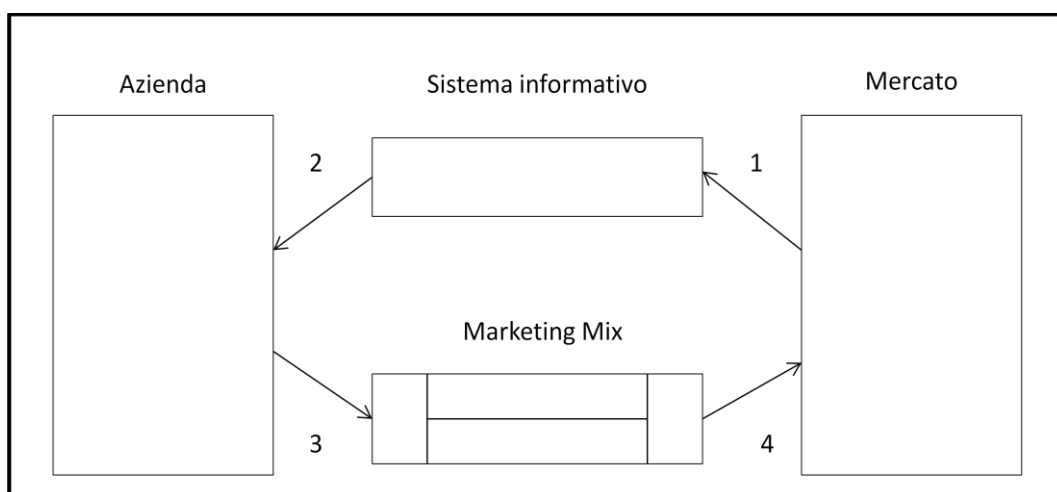 Azienda
Sistema informativo
Mercato
2
1
Marketing Mix
3
4